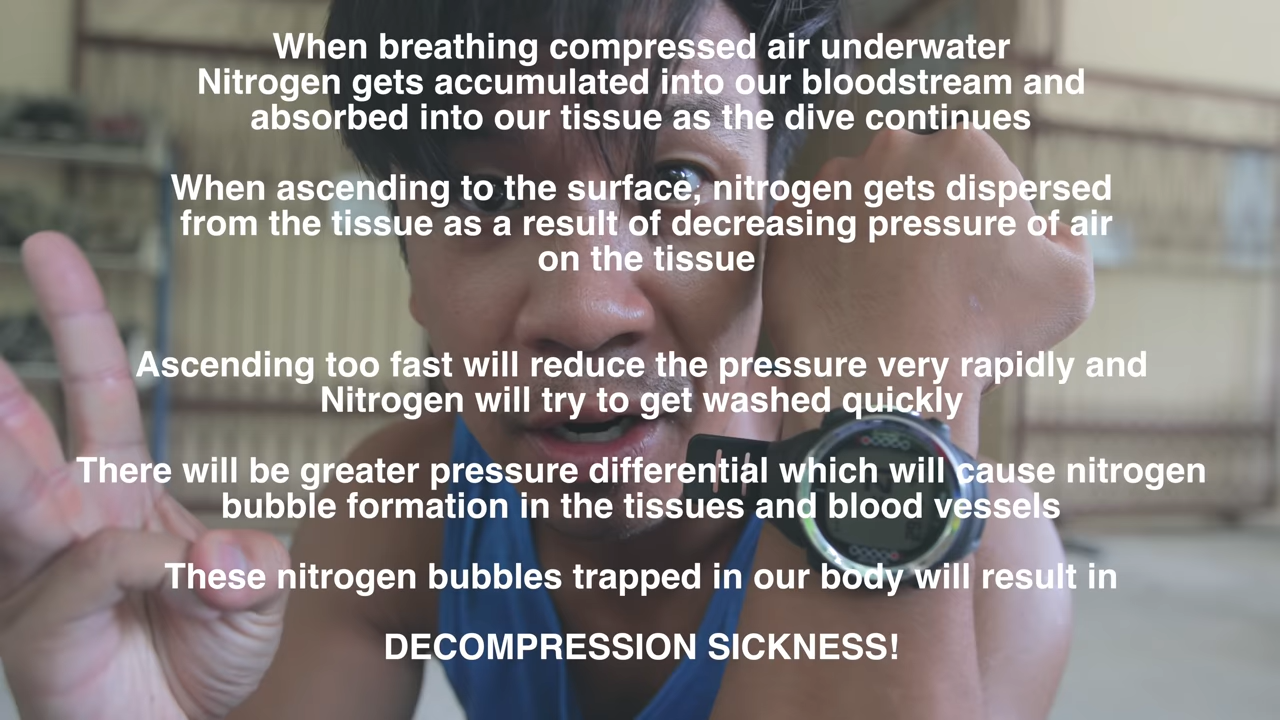 When breathing compressed air underwater
Nitrogen gets accumulated into our bloodstream and
absorbed into our tissue as the dive continues
When ascending to the surface, nitrogen gets dispersed
from the tissue as a result of decreasing pressure of air
on the tissue
Ascending too fast will reduce the pressure very rapidly and
Nitrogen will try to get washed quickly
There will be greater pressure differential which will cause nitrogen
bubble formation in the tissues and blood vessels
These nitrogen bubbles trapped in our body will result in
DECOMPRESSION SICKNESS!